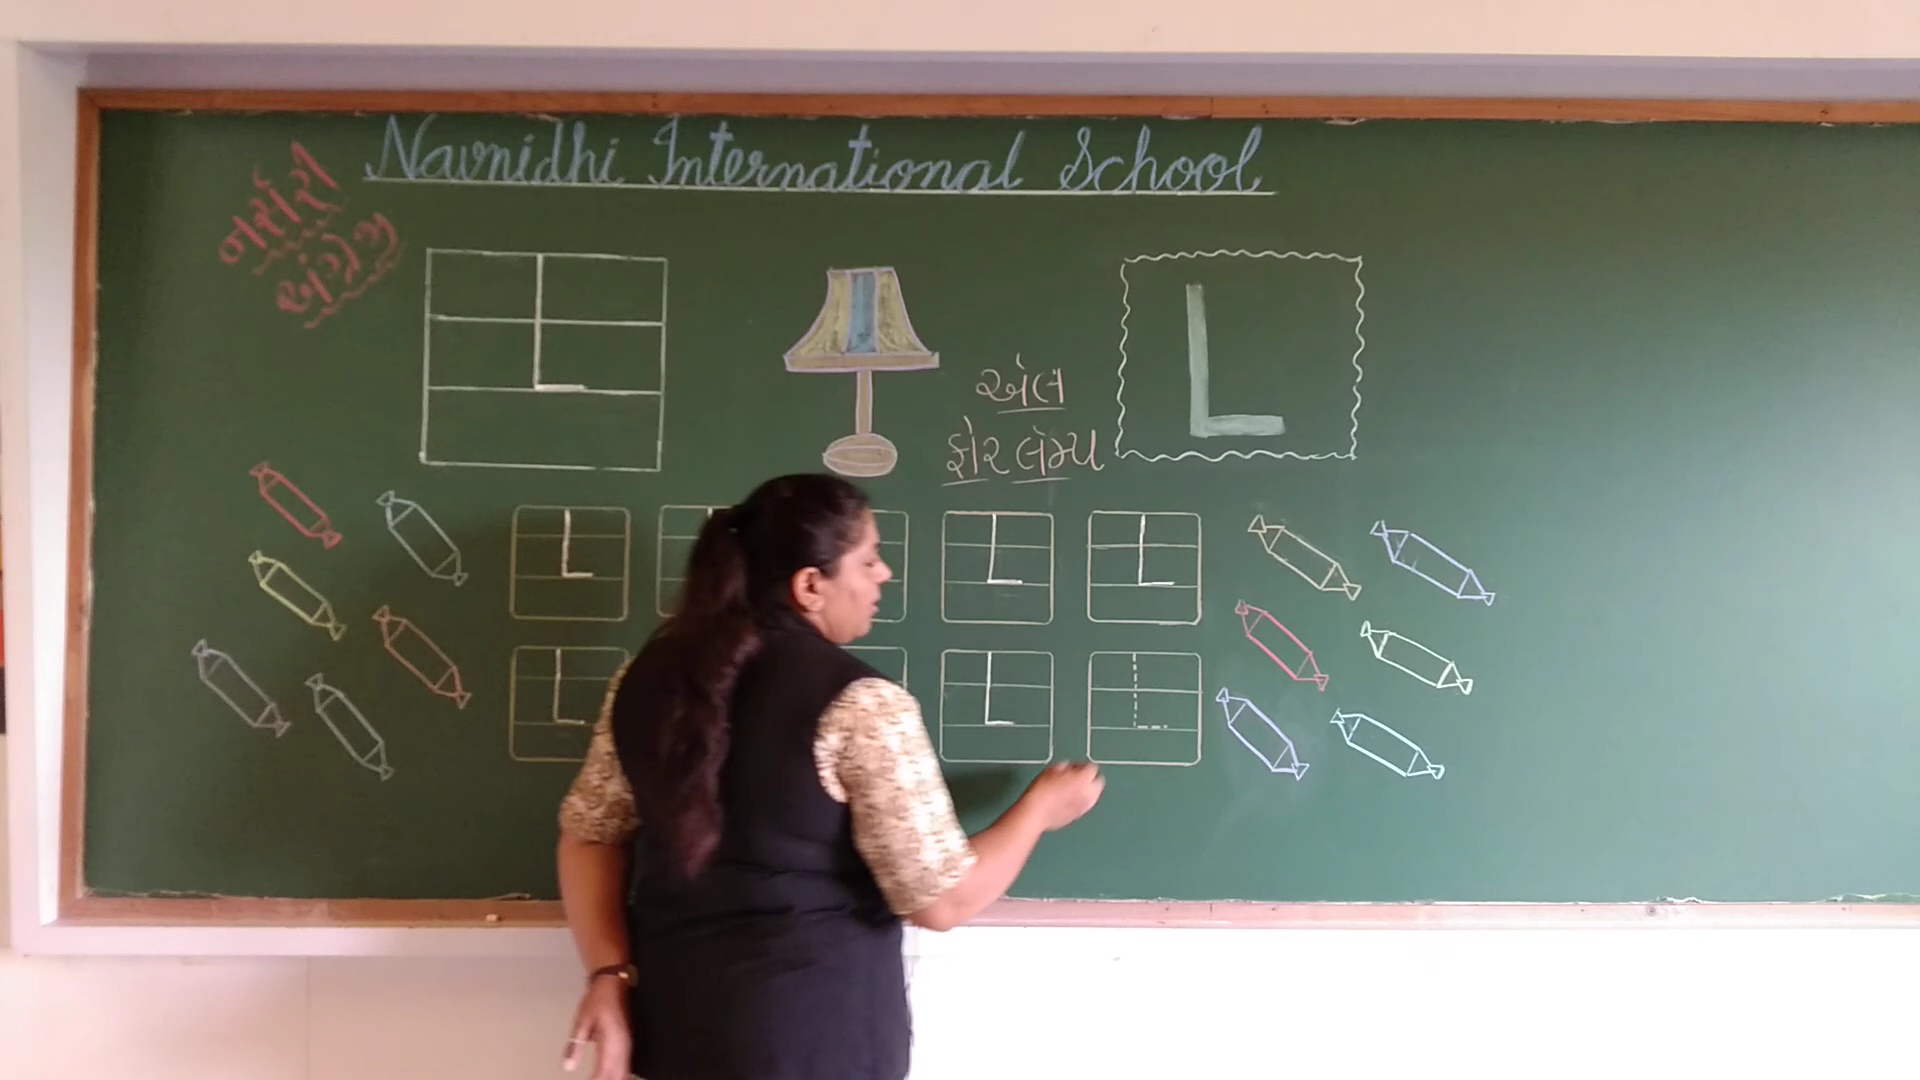 Navnidhi International School
નર્સરી
અંગ્રેજી
L
L
એલ
ફોર લેમ્પ
L L L
L L L